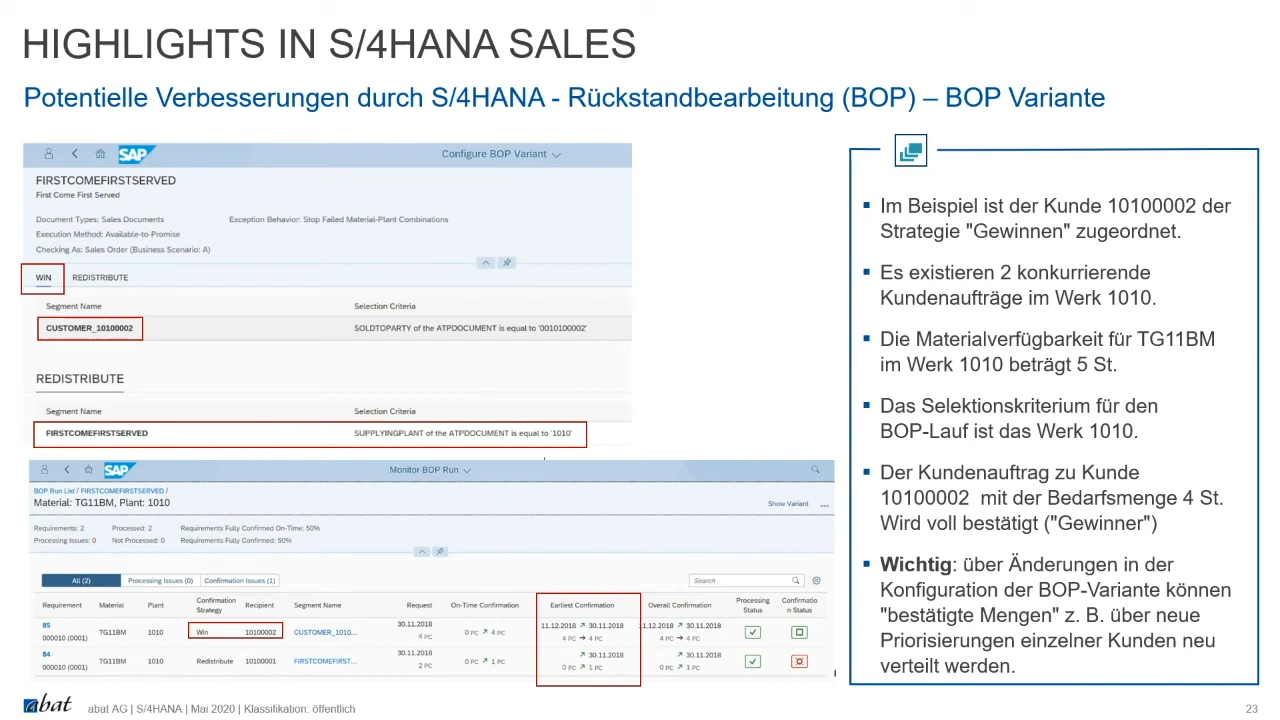 HIGHLIGHTS IN S/4HANA SALES
Potentielle Verbesserungen durch S/4HANA - Rückstandbearbeitung (BOP) – BOP Variante
SAP
Configure BOP Variant
FIRSTCOMEFIRSTSERVED
First Come First Served
Document Types: Sales Documents
Exception Behavior: Stop Failed Material-Plant Combinations
Execution Method: Available-to-Promise
Checking As: Sales Order (Business Scenario: A)
WIN REDISTRIBUTE
Segment Name Selection Criteria
CUSTOMER_10100002 SOLDTOPARTY of the ATPDOCUMENT is equal to '0010100002'
REDISTRIBUTE
Segment Name Selection Criteria
FIRSTCOMEFIRSTSERVED SUPPLYINGPLANT of the ATPDOCUMENT is equal to '1010'
SAP
Monitor BOP Run
BOP Run List / FIRSTCOMEFIRSTSERVED /
Material: TG11BM, Plant: 1010
Show Variant ...
Requirements: 2 Processed: 2 Requirements Fully Confirmed On-Time: 50%
Processing Issues: 0 Not Processed: 0 Requirements Fully Confirmed: 50%
All (2) Processing Issues (0) Confirmation Issues (1) Search
Requirement Material Plant Confirmation Strategy Recipient Segment Name Request On-Time Confirmation Earliest Confirmation Overall Confirmation Processing Status Confirmatio n Status
85 30.11.2018 11.12.2018 ↗ 30.11.2018 11.12.2018 ↗ 30.11.2018
000010 (0001) TG11BM 1010 Win 10100002 CUSTOMER_1010... 4 PC 0 PC ↗ 4 PC 4 PC → 4 PC 4 PC → 4 PC
84 30.11.2018 ↗ 30.11.2018 ↗ 30.11.2018
000010 (0001) TG11BM 1010 Redistribute 10100001 FIRSTCOMEFIRST... 2 PC 0 PC ↗ 1 PC 0 PC ↗ 1 PC 0 PC ↗ 1 PC
▪ Im Beispiel ist der Kunde 10100002 der
Strategie "Gewinnen" zugeordnet.
▪ Es existieren 2 konkurrierende
Kundenaufträge im Werk 1010.
▪ Die Materialverfügbarkeit für TG11BM
im Werk 1010 beträgt 5 St.
▪ Das Selektionskriterium für den
BOP-Lauf ist das Werk 1010.
▪ Der Kundenauftrag zu Kunde
10100002 mit der Bedarfsmenge 4 St.
Wird voll bestätigt ("Gewinner")
▪ Wichtig: über Änderungen in der
Konfiguration der BOP-Variante können
"bestätigte Mengen" z. B. über neue
Priorisierungen einzelner Kunden neu
verteilt werden.
abat
abat AG | S/4HANA | Mai 2020 | Klassifikation: öffentlich
23